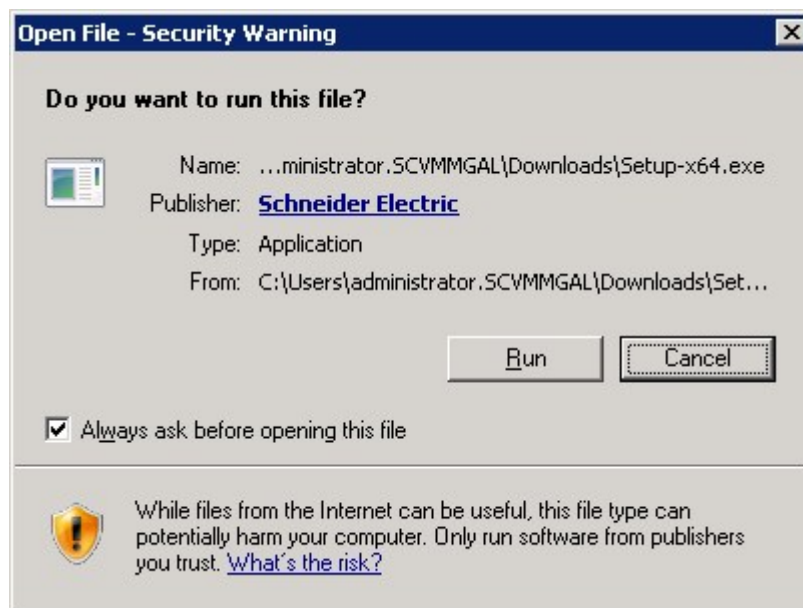 Open File - Security Warning
Do you want to run this file?
Name: ...ministrator.SCVMMGAL\Downloads\Setup-x64.exe
Publisher: Schneider Electric
Type: Application
From: C:\Users\administrator.SCVMMGAL\Downloads\Set...
Run Cancel
Always ask before opening this file
While files from the Internet can be useful, this file type can
potentially harm your computer. Only run software from publishers
you trust. What's the risk?